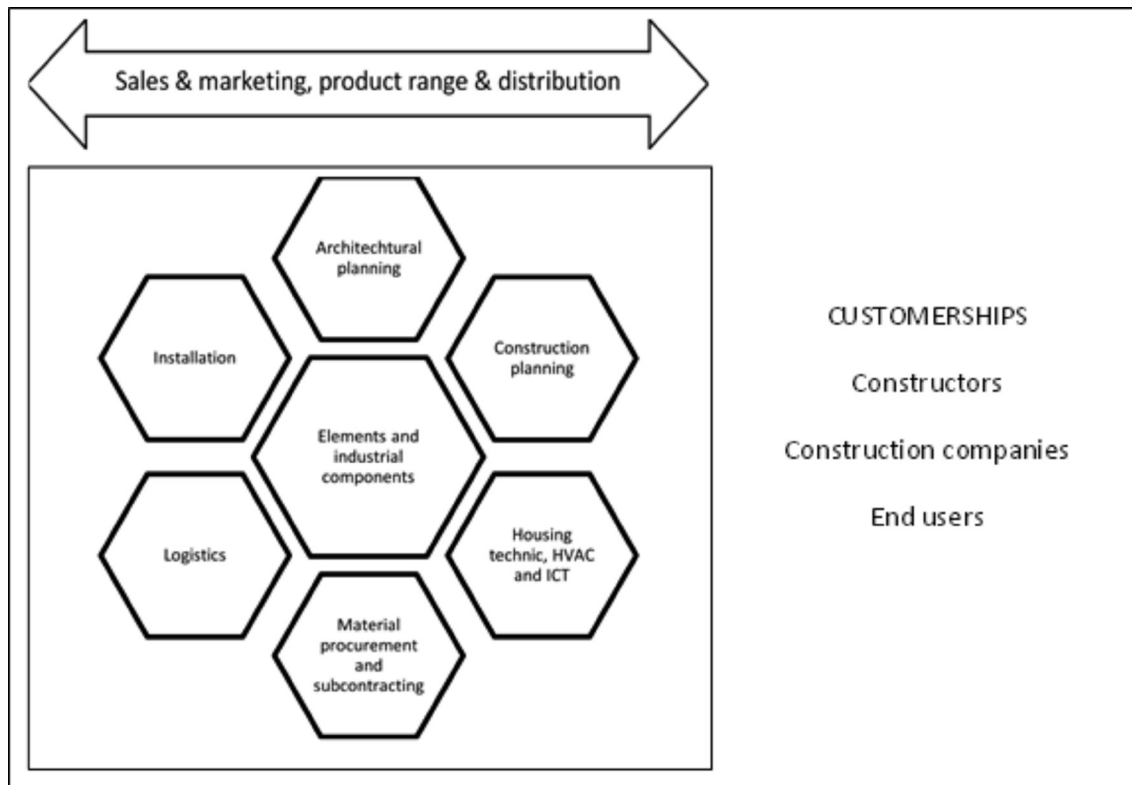 Sales & marketing, product range & distribution
Architechtural
planning
Installation
Construction
planning
Elements and
industrial
components
Logistics
Housing
technic, HVAC
and ICT
Material
procurement
and
subcontracting
CUSTOMERSHIPS
Constructors
Construction companies
End users